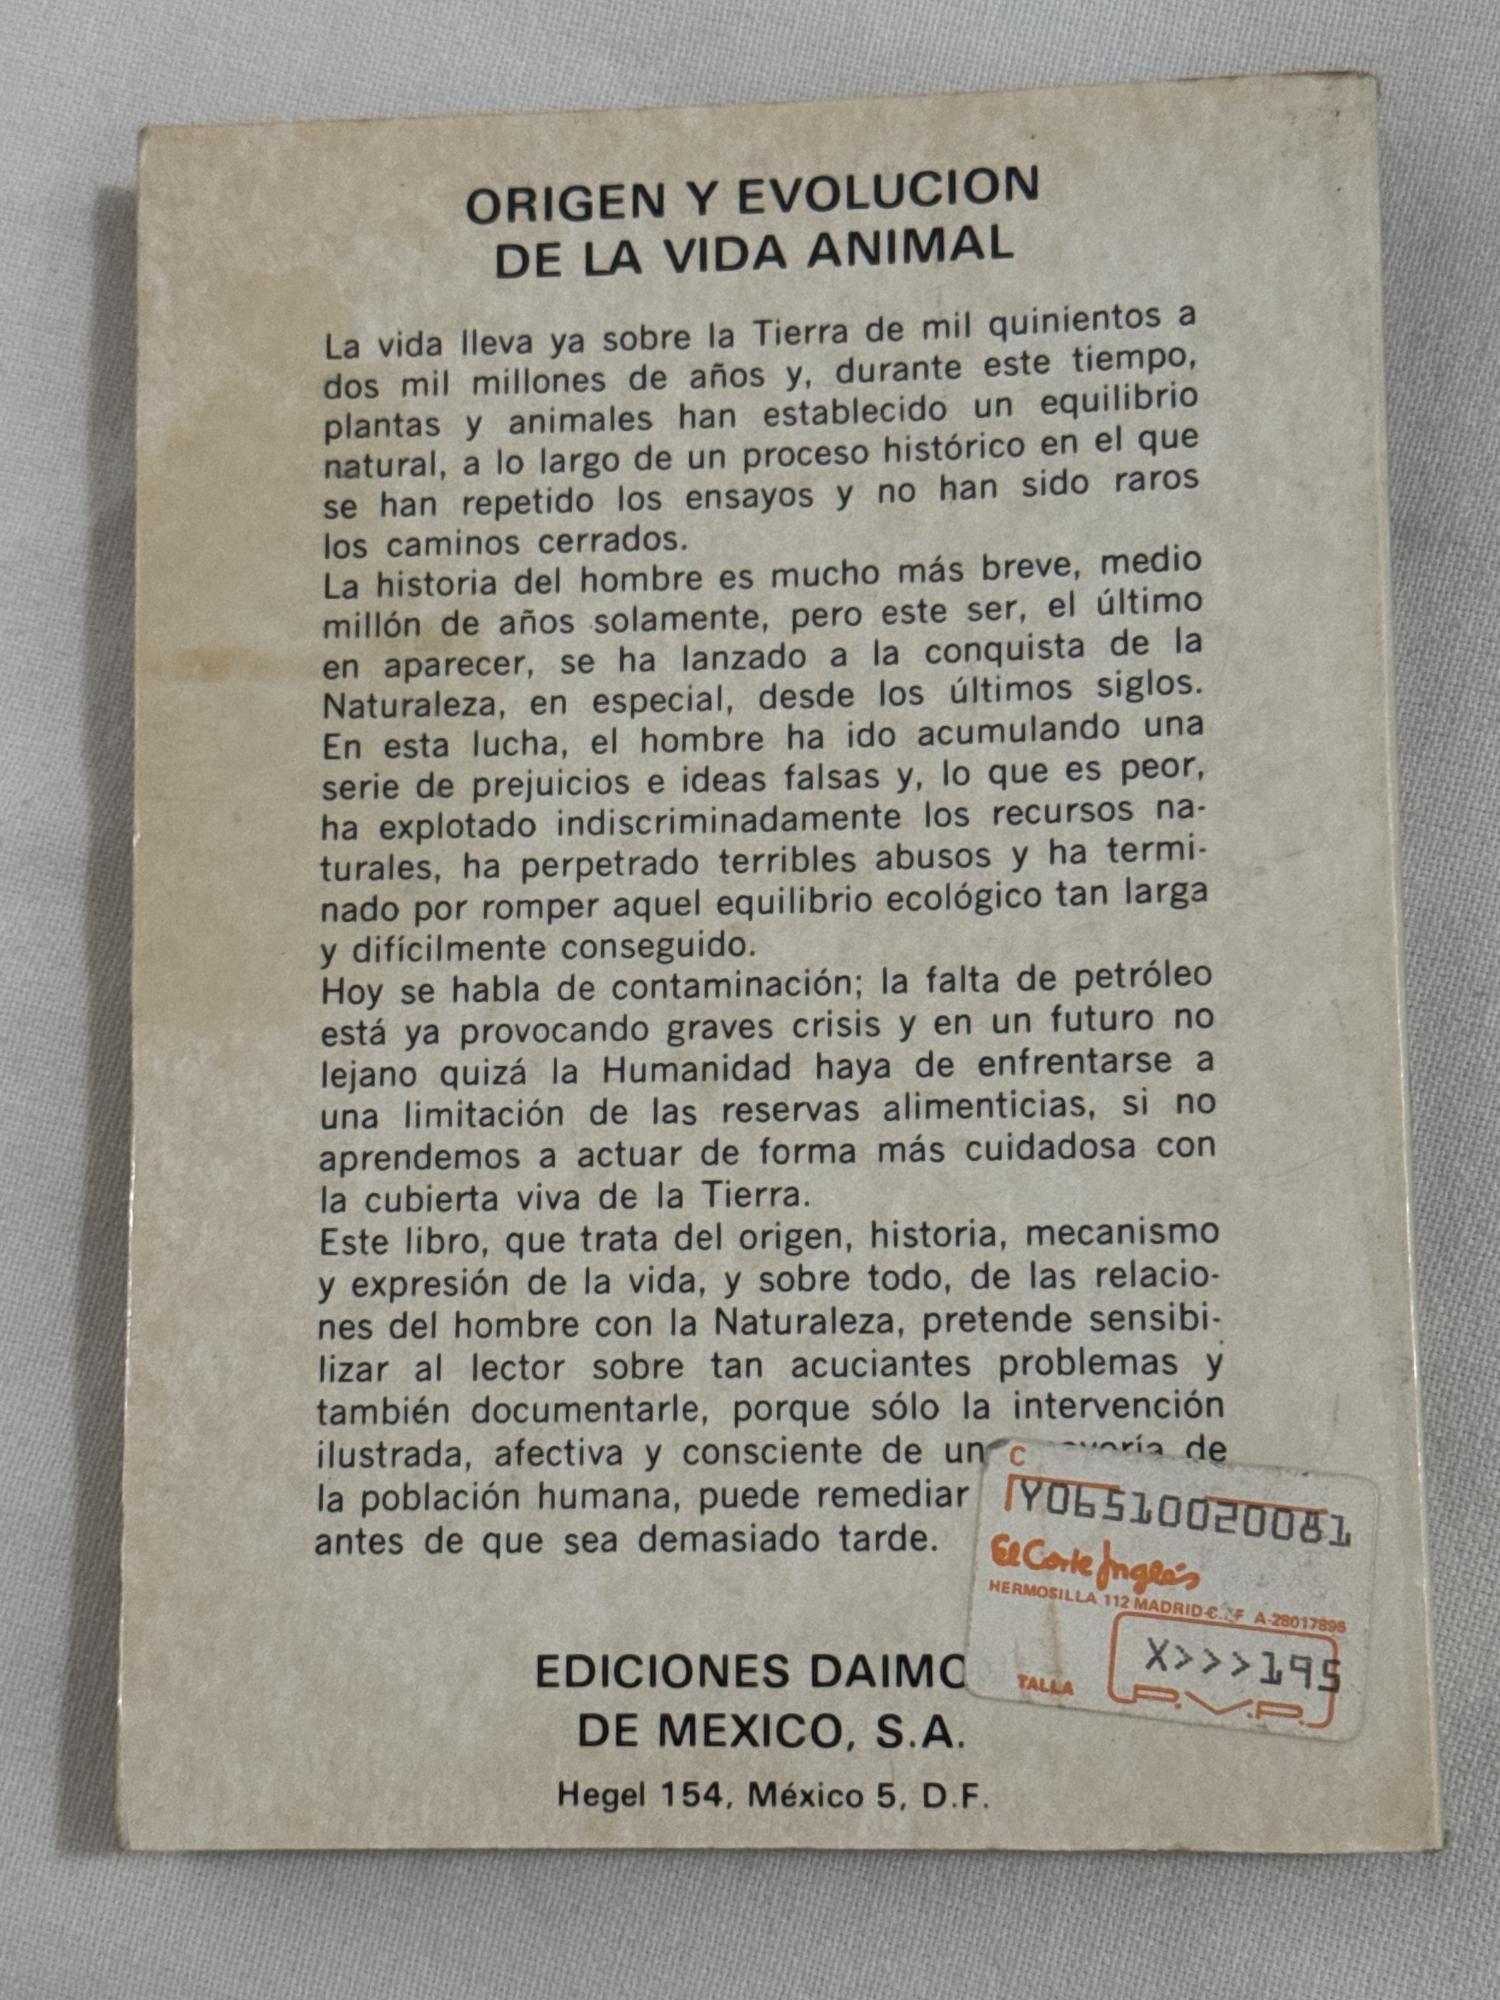 ORIGEN Y EVOLUCION
DE LA VIDA ANIMAL
La vida lleva ya sobre la Tierra de mil quinientos a
dos mil millones de años y, durante este tiempo,
plantas y animales han establecido un equilibrio
natural, a lo largo de un proceso histórico en el que
se han repetido los ensayos y no han sido raros
los caminos cerrados.
La historia del hombre es mucho más breve, medio
millón de años solamente, pero este ser, el último
en aparecer, se ha lanzado a la conquista de la
Naturaleza, en especial, desde los últimos siglos.
En esta lucha, el hombre ha ido acumulando una
serie de prejuicios e ideas falsas y, lo que es peor,
ha explotado indiscriminadamente los recursos na-
turales, ha perpetrado terribles abusos y ha termi-
nado por romper aquel equilibrio ecológico tan larga
y difícilmente conseguido.
Hoy se habla de contaminación; la falta de petróleo
está ya provocando graves crisis y en un futuro no
lejano quizá la Humanidad haya de enfrentarse a
una limitación de las reservas alimenticias, si no
aprendemos a actuar de forma más cuidadosa con
la cubierta viva de la Tierra.
Este libro, que trata del origen, historia, mecanismo
y expresión de la vida, y sobre todo, de las relacio-
nes del hombre con la Naturaleza, pretende sensibi-
lizar al lector sobre tan acuciantes problemas y
también documentarle, porque sólo la intervención
ilustrada, afectiva y consciente de de
la población humana, puede remediar
antes de que sea demasiado tarde.
C
Y06510020081
El Corte Inglés
HERMOSILLA 112 MADRID A-28017895
X>>>195
TALLA
P.V.P.
EDICIONES DAIMO
DE MEXICO, S.A.
Hegel 154, México 5, D.F.